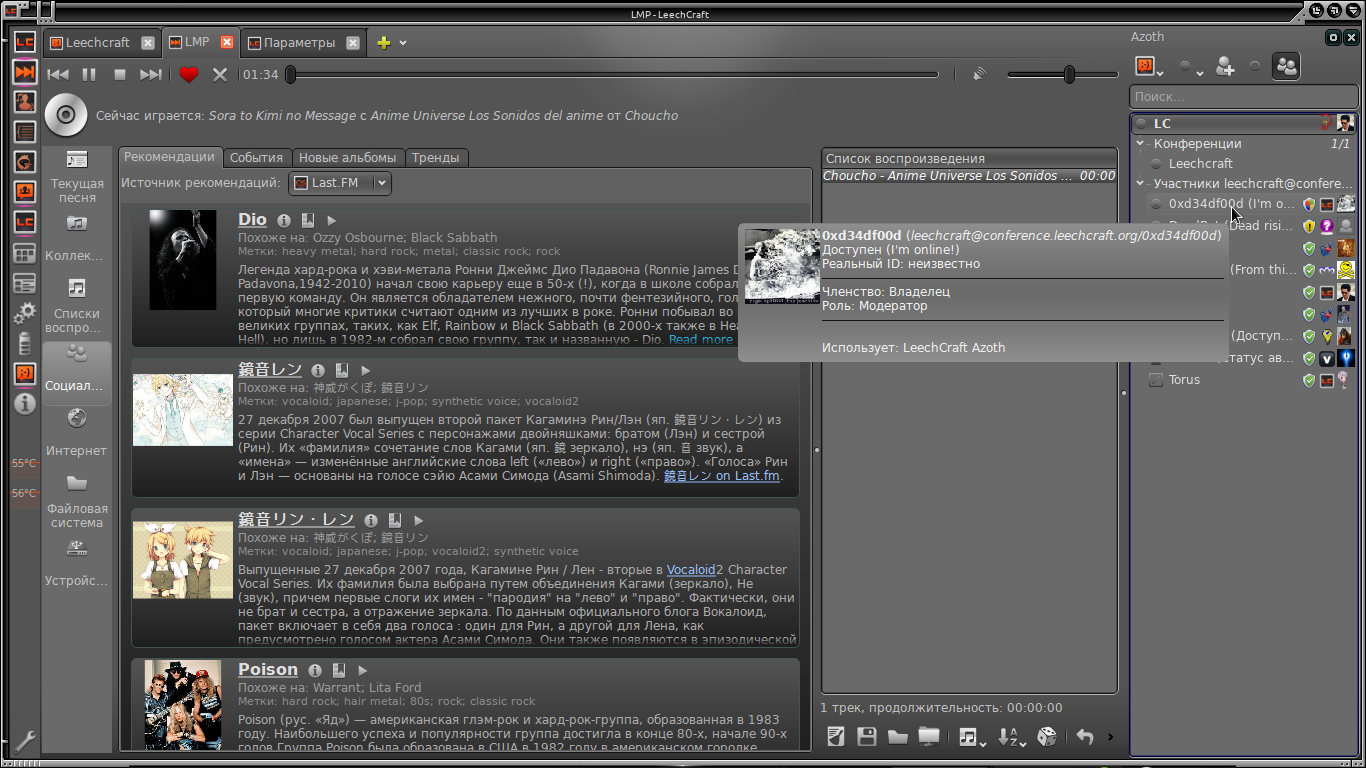 LMP - LeechCraft
Leechcraft
LMP
Параметры
01:34
Сейчас играется: Sora to Kimi no Message с Anime Universe Los Sonidos del anime от Choucho
Текущая
песня
Коллек...
Списки
воспро...
Социал...
Интернет
Файловая
система
Устройс...
55°C
56°C
Рекомендации
События
Новые альбомы
Тренды
Источник рекомендаций:
Last.FM
Dio
Похоже на: Ozzy Osbourne; Black Sabbath
Метки: heavy metal; hard rock; metal; classic rock; rock
Легенда хард-рока и хэви-метала Ронни Джеймс Дио Падавона (Ronnie James D
Padavona,1942-2010) начал свою карьеру еще в 50-х (!), когда в школе собрал
первую команду. Он является обладателем нежного, почти фентезийного, гол
который многие критики считают одним из лучших в роке. Ронни побывал во
великих группах, таких, как Elf, Rainbow и Black Sabbath (в 2000-х также в Hea
Hell), но лишь в 1982-м собрал свою группу, так и названную - Dio. Read more
鏡音レン
Похоже на: 神威がくぽ; 鏡音リン
Метки: vocaloid; japanese; j-pop; synthetic voice; vocaloid2
27 декабря 2007 был выпущен второй пакет Кагаминэ Рин/Лэн (яп. 鏡音リン・レン) из
серии Character Vocal Series с персонажами двойняшками: братом (Лэн) и сестрой
(Рин). Их «фамилия» сочетание слов Кагами (яп. 鏡 зеркало), нэ (яп. 音 звук), а
«имена» — изменённые английские слова left («лево») и right («право»). «Голоса» Рин
и Лэн — основаны на голосе сэйю Асами Симода (Asami Shimoda). 鏡音レン on Last.fm.
鏡音リン・レン
Похоже на: 神威がくぽ; 鏡音リン
Метки: vocaloid; japanese; j-pop; vocaloid2; synthetic voice
Выпущенные 27 декабря 2007 года, Кагамине Рин / Лен - вторые в Vocaloid2 Character
Vocal Series. Их фамилия была выбрана путем объединения Кагами (зеркало), Не
(звук), причем первые слоги их имен - "пародия" на "лево" и "право". Фактически, они
не брат и сестра, а отражение зеркала. По данным официального блога Вокалоид,
пакет включает в себя два голоса : один для Рин, а другой для Лена, как
предусмотрено голосом актера Асами Симода. Они также появляются в эпизодической
Poison
Похоже на: Warrant; Lita Ford
Метки: hard rock; hair metal; 80s; rock; classic rock
Poison (рус. «Яд») — американская глэм-рок и хард-рок-группа, образованная в 1983
году. Наибольшего успеха и популярности группа достигла в конце 80-х, начале 90-х
годов Группа Poison была образована в США в 1982 году в американском городке
Список воспроизведения
Choucho - Anime Universe Los Sonidos ... 00:00
1 трек, продолжительность: 00:00:00
Azoth
Поиск...
LC
Конференции 1/1
Leechcraft
Участники leechcraft@confere...
0xd34df00d (I'm o...
Dead risi...
(From thi...
(Доступ...
статус ав...
Torus
0xd34df00d (leechcraft@conference.leechcraft.org/0xd34df00d)
Доступен (I'm online!)
Реальный ID: неизвестно
Членство: Владелец
Роль: Модератор
Использует: LeechCraft Azoth